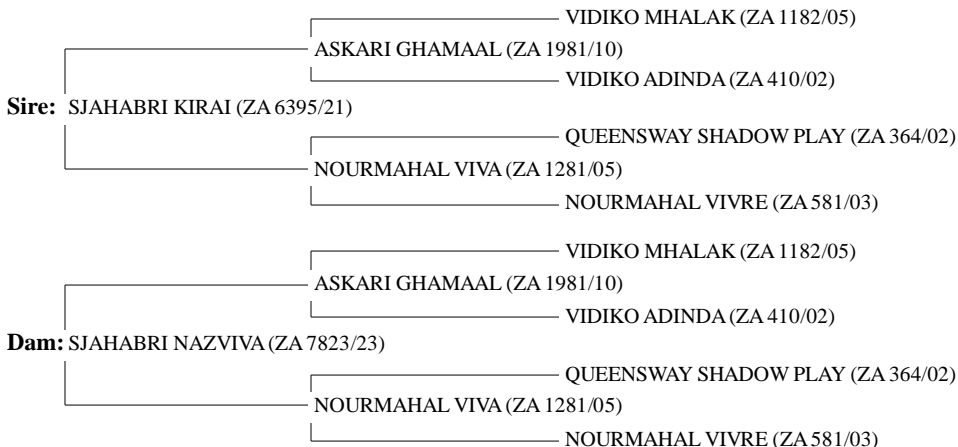 VIDIKO MHALAK (ZA 1182/05)
ASKARI GHAMAAL (ZA 1981/10)
VIDIKO ADINDA (ZA 410/02)
Sire: SJAHABRI KIRAI (ZA 6395/21)
QUEENSWAY SHADOW PLAY (ZA 364/02)
NOURMAHAL VIVA (ZA 1281/05)
NOURMAHAL VIVRE (ZA 581/03)
VIDIKO MHALAK (ZA 1182/05)
ASKARI GHAMAAL (ZA 1981/10)
VIDIKO ADINDA (ZA 410/02)
Dam: SJAHABRI NAZVIVA (ZA 7823/23)
QUEENSWAY SHADOW PLAY (ZA 364/02)
NOURMAHAL VIVA (ZA 1281/05)
NOURMAHAL VIVRE (ZA 581/03)